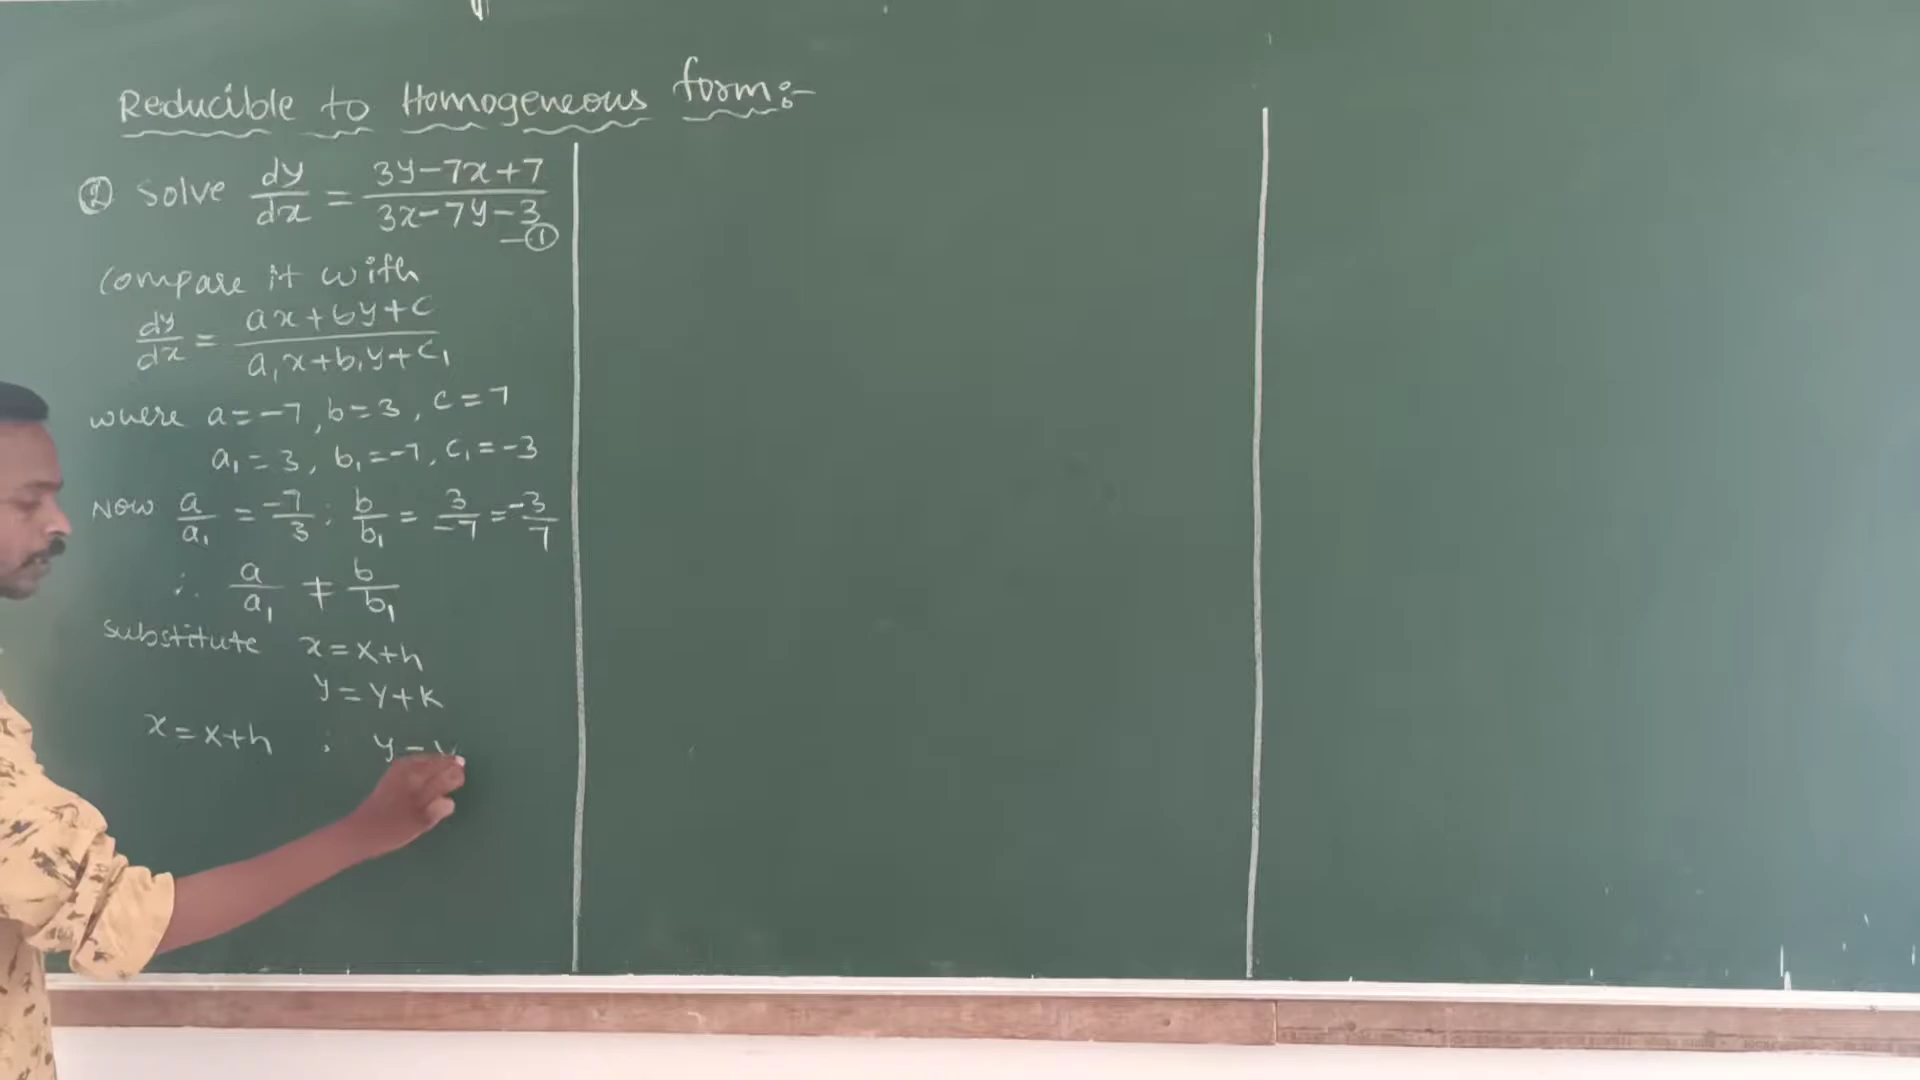 Reducible to Homogeneous form:-
② Solve dy/dx = 3y-7x+7/3x-7y-3 -①
Compare it with
dy/dx = ax+by+c/a₁x+b₁y+c₁
where a=-7, b=3, c=7
a₁=3, b₁=-7, c₁=-3
Now a/a₁ = -7/3 ; b/b₁ = 3/-7 = -3/7
∴ a/a₁ ≠ b/b₁
Substitute x=X+h
y=Y+k
x=X+h ; y=